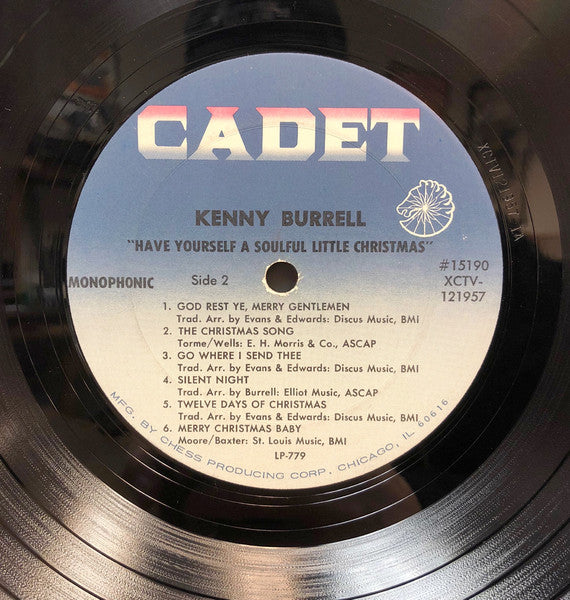 CADET
KENNY BURRELL
"HAVE YOURSELF A SOULFUL LITTLE CHRISTMAS"
MONOPHONIC
Side 2
#15190
XCTV-
121957
1. GOD REST YE, MERRY GENTLEMEN
Trad. Arr. by Evans & Edwards: Discus Music, BMI
2. THE CHRISTMAS SONG
Torme/Wells: E. H. Morris & Co., ASCAP
3. GO WHERE I SEND THEE
Trad. Arr. by Evans & Edwards: Discus Music, BMI
4. SILENT NIGHT
Trad. Arr. by Burrell: Elliot Music, ASCAP
5. TWELVE DAYS OF CHRISTMAS
Trad. Arr. by Evans & Edwards: Discus Music, BMI
6. MERRY CHRISTMAS BABY
Moore/Baxter: St. Louis Music, BMI
LP-779
MFG. BY CHESS PRODUCING CORP. CHICAGO, IL 60616